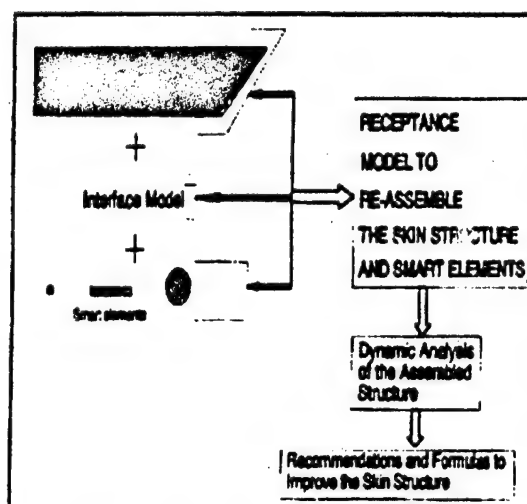 +
Interface Model
+
Smart elements
RECEPTANCE
MODEL TO
RE-ASSEMBLE
THE SKIN STRUCTURE
AND SMART ELEMENTS
Dynamic Analysis
of the Assembled
Structure
Recommendations and Formulas to
Improve the Skin Structure